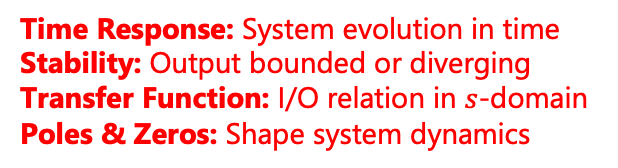 Time Response: System evolution in time
Stability: Output bounded or diverging
Transfer Function: I/O relation in s-domain
Poles & Zeros: Shape system dynamics